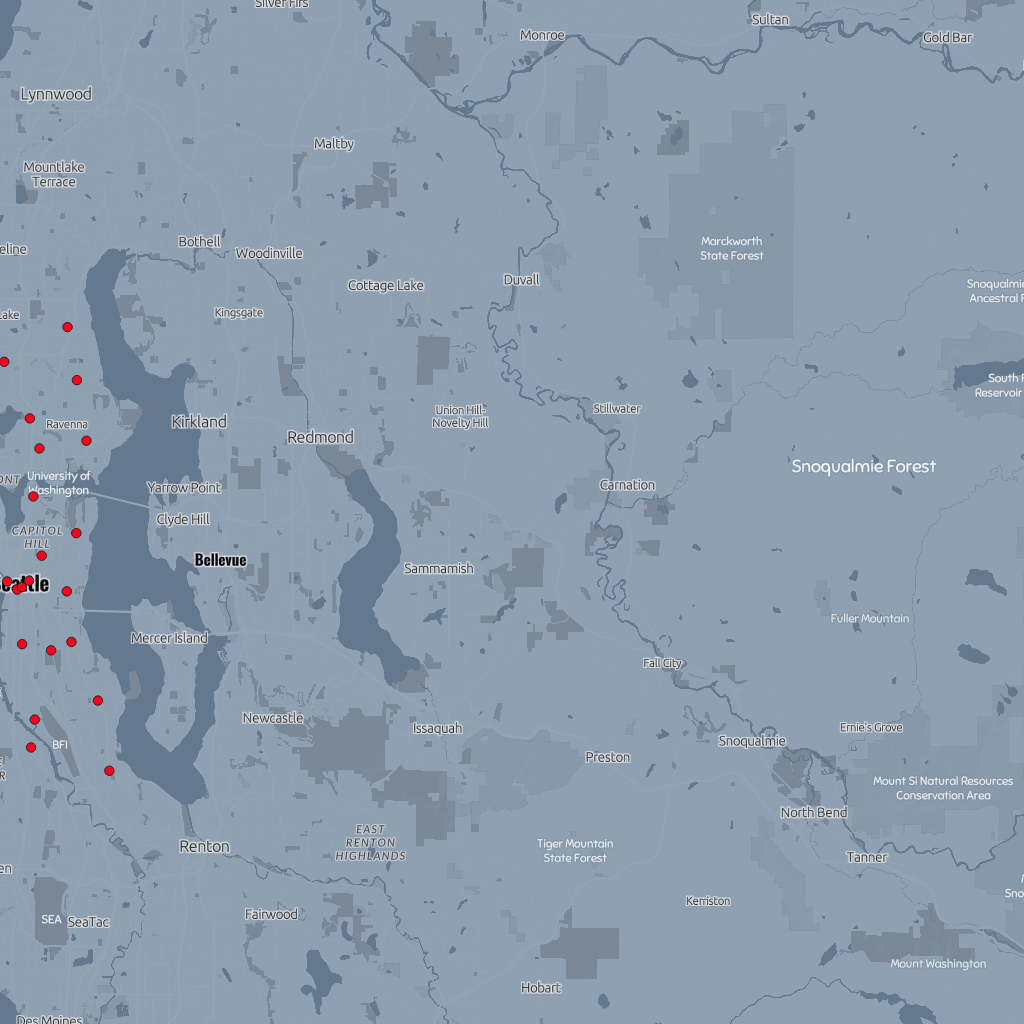 Silver Firs
Sultan
Monroe
Gold Bar
Lynnwood
Maltby
Mountlake
Terrace
eline
Bothell
Woodinville
Marckworth
State Forest
Cottage Lake
Duvall
Snoqualmie
Ancestral F
Lake
Kingsgate
South F
Reservoir
Union Hill-
Novelty Hill
Stillwater
Ravenna
Kirkland
Redmond
Snoqualmie Forest
ONT
University of
Washington
Yarrow Point
Carnation
Clyde Hill
CAPITOL
HILL
Bellevue
Sammamish
Seattle
Fuller Mountain
Mercer Island
Fall City
Newcastle
Issaquah
Ernie's Grove
BFI
Snoqualmie
Preston
R
Mount Si Natural Resources
Conservation Area
North Bend
EAST
RENTON
HIGHLANDS
Renton
Tiger Mountain
State Forest
Tanner
en
Sno
Kerriston
SEA
SeaTac
Fairwood
Mount Washington
Hobart
Des Moines